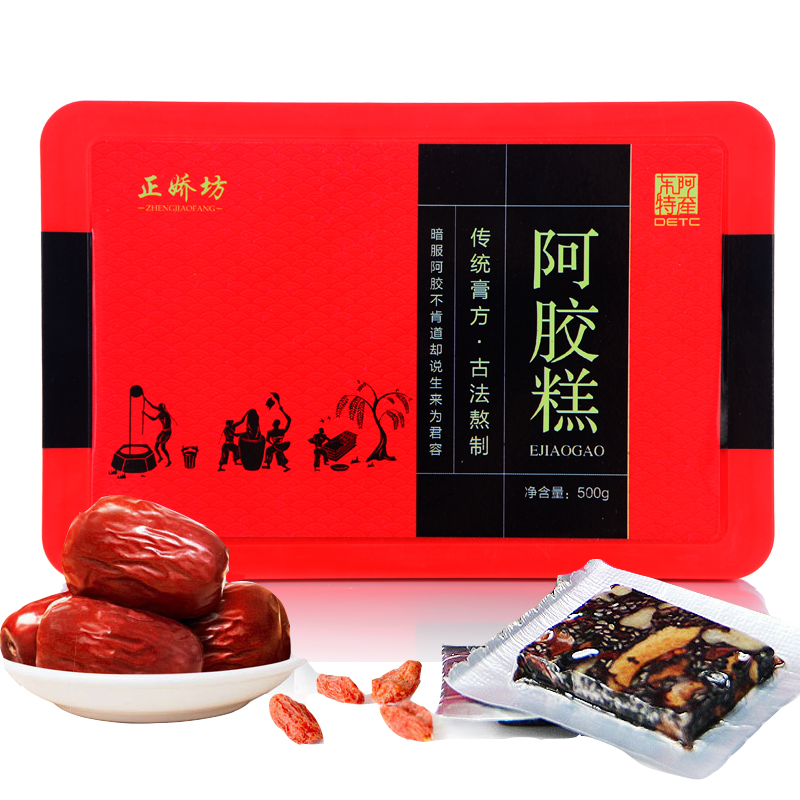 正娇坊
ZHENGJIAOFANG
东阿
特产
DETC
阿胶糕
EJIAOGAO
净含量：500g
传统膏方·古法熬制
暗服阿胶不肯道却说生来为君容